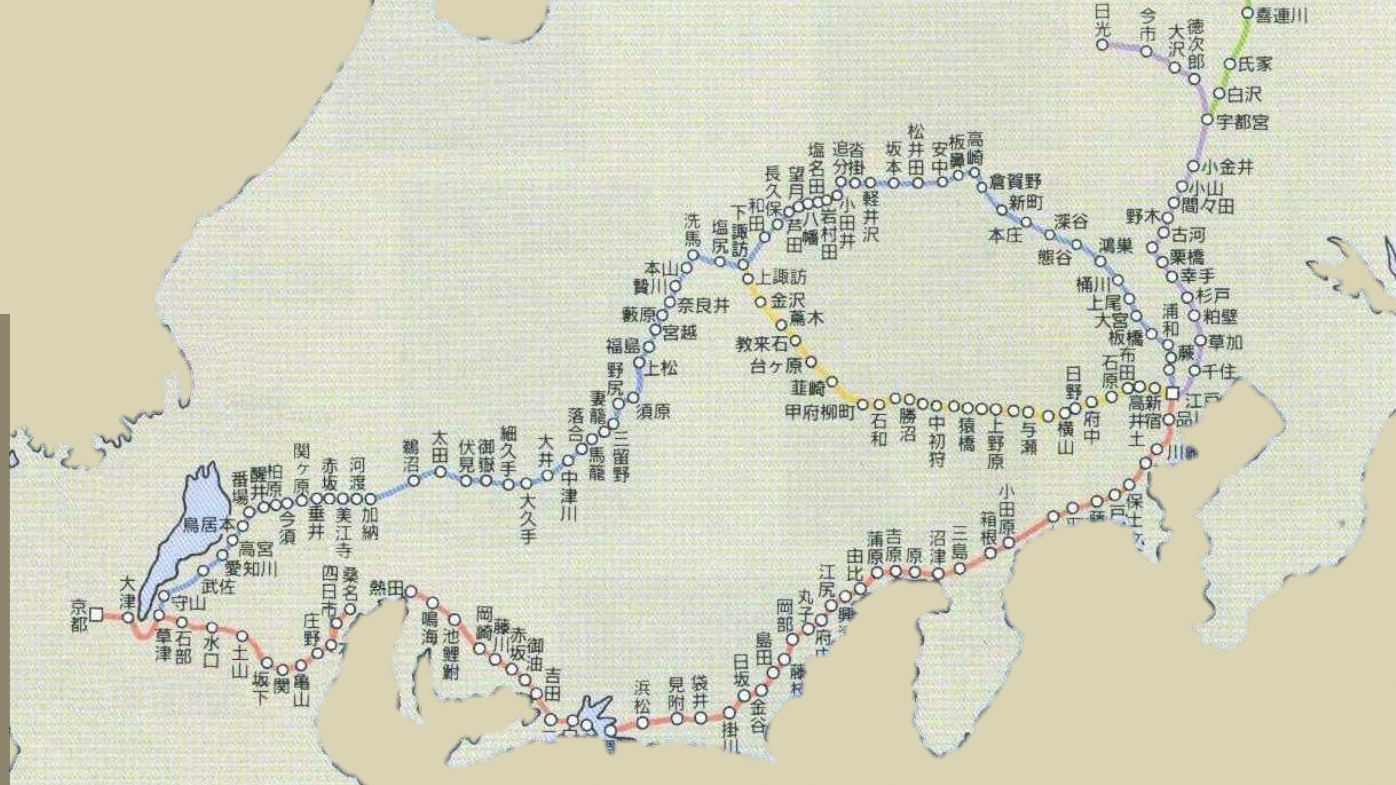 日光
今市
大沢
徳次郎
喜連川
氏家
白沢
宇都宮
小金井
小山
間々田
野木
古河
栗橋
幸手
杉戸
粕壁
草加
千住
高崎
板鼻
安中
松井田
坂本
軽井沢
沓掛
追分
小田井
岩村田
塩名田
八幡
望月
芦田
長久保
和田
下諏訪
倉賀野
新町
本庄
深谷
熊谷
鴻巣
桶川
上尾
大宮
浦和
蕨
板橋
塩尻
洗馬
本山
贄川
奈良井
藪原
宮越
福島
上松
須原
野尻
三留野
妻籠
馬籠
落合
中津川
大井
大久手
細久手
御嶽
伏見
太田
鵜沼
加納
河渡
美江寺
赤坂
垂井
関ヶ原
今須
柏原
醒井
番場
鳥居本
高宮
愛知川
武佐
守山
上諏訪
金沢
蔦木
教来石
台ヶ原
韮崎
甲府柳町
石和
勝沼
中初狩
猿橋
上野原
与瀬
横山
日野
府中
石原
布田
高井土
新宿
江戸
品
川
保土
戸
藤
小田原
箱根
三島
沼津
原
吉原
蒲原
由比
興
江尻
府中
丸子
岡部
藤枝
島田
金谷
日坂
掛川
袋井
見附
浜松
吉田
御油
赤坂
藤川
岡崎
池鯉鮒
鳴海
熱田
桑名
四日市
庄野
亀山
関
坂下
土山
水口
石部
草津
大津
京都